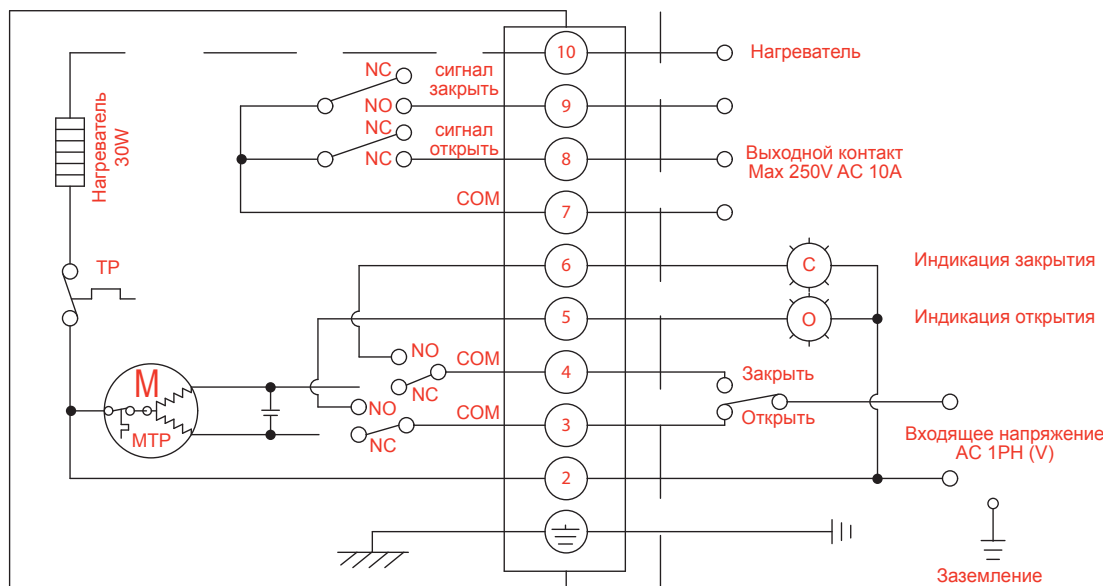 10
Нагреватель
NC
сигнал
закрыть
NO
9
Нагреватель
30W
NC
сигнал
открыть
NC
8
Выходной контакт
Max 250V AC 10A
COM
7
TP
6
C
Индикация закрытия
5
O
Индикация открытия
NO
COM
4
Закрыть
M
NC
NO
COM
3
Открыть
MTP
NC
Входящее напряжение
AC 1PH (V)
2
Заземление